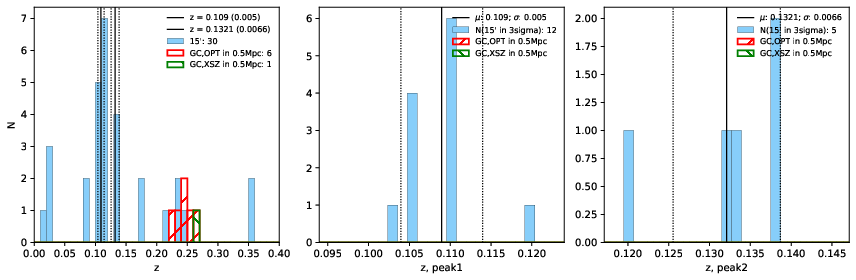 z = 0.109 (0.005)
z = 0.1321 (0.0066)
15': 30
GC,OPT in 0.5Mpc: 6
GC,XSZ in 0.5Mpc: 1
7
6
5
4
3
2
1
0
N
0.00 0.05 0.10 0.15 0.20 0.25 0.30 0.35 0.40
z
μ: 0.109; σ: 0.005
N(15' in 3sigma): 12
GC,OPT in 0.5Mpc
GC,XSZ in 0.5Mpc
6
5
4
3
2
1
0
0.095 0.100 0.105 0.110 0.115 0.120
z, peak1
μ: 0.1321; σ: 0.0066
N(15' in 3sigma): 5
GC,OPT in 0.5Mpc
GC,XSZ in 0.5Mpc
2.00
1.75
1.50
1.25
1.00
0.75
0.50
0.25
0.00
0.120 0.125 0.130 0.135 0.140 0.145
z, peak2